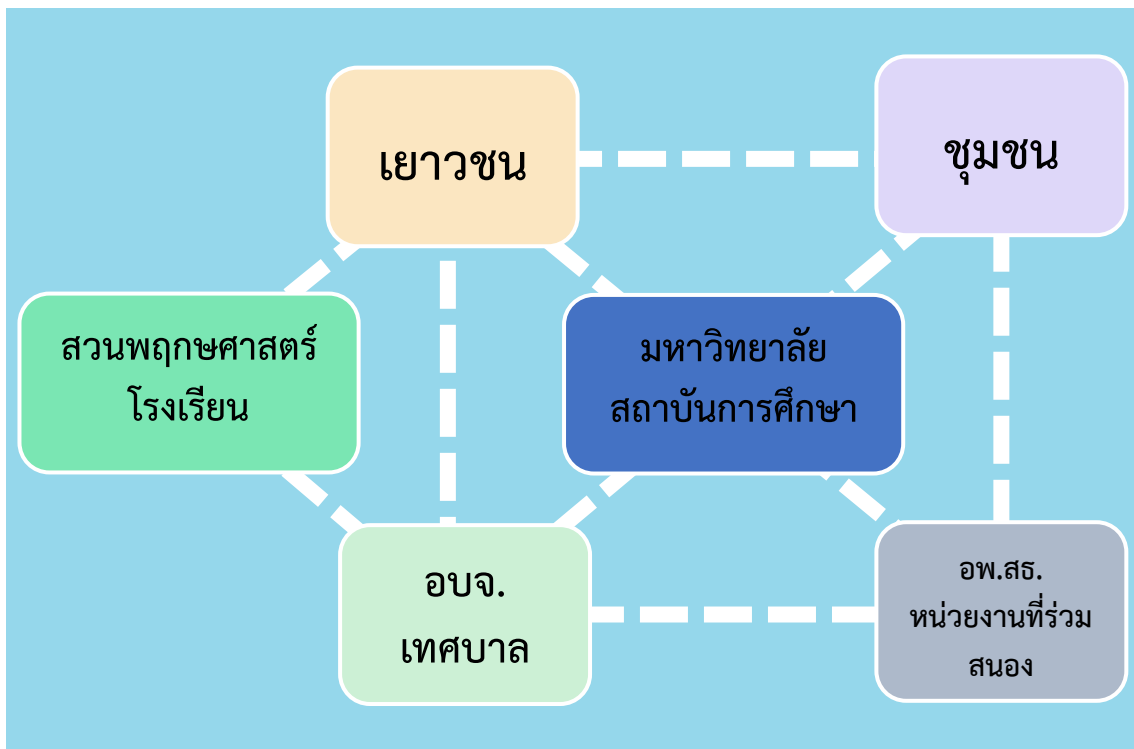 เยาวชน
ชุมชน
สวนพฤกษศาสตร์
โรงเรียน
มหาวิทยาลัย
สถาบันการศึกษา
อบจ.
เทศบาล
อพ.สธ.
หน่วยงานที่ร่วม
สนอง